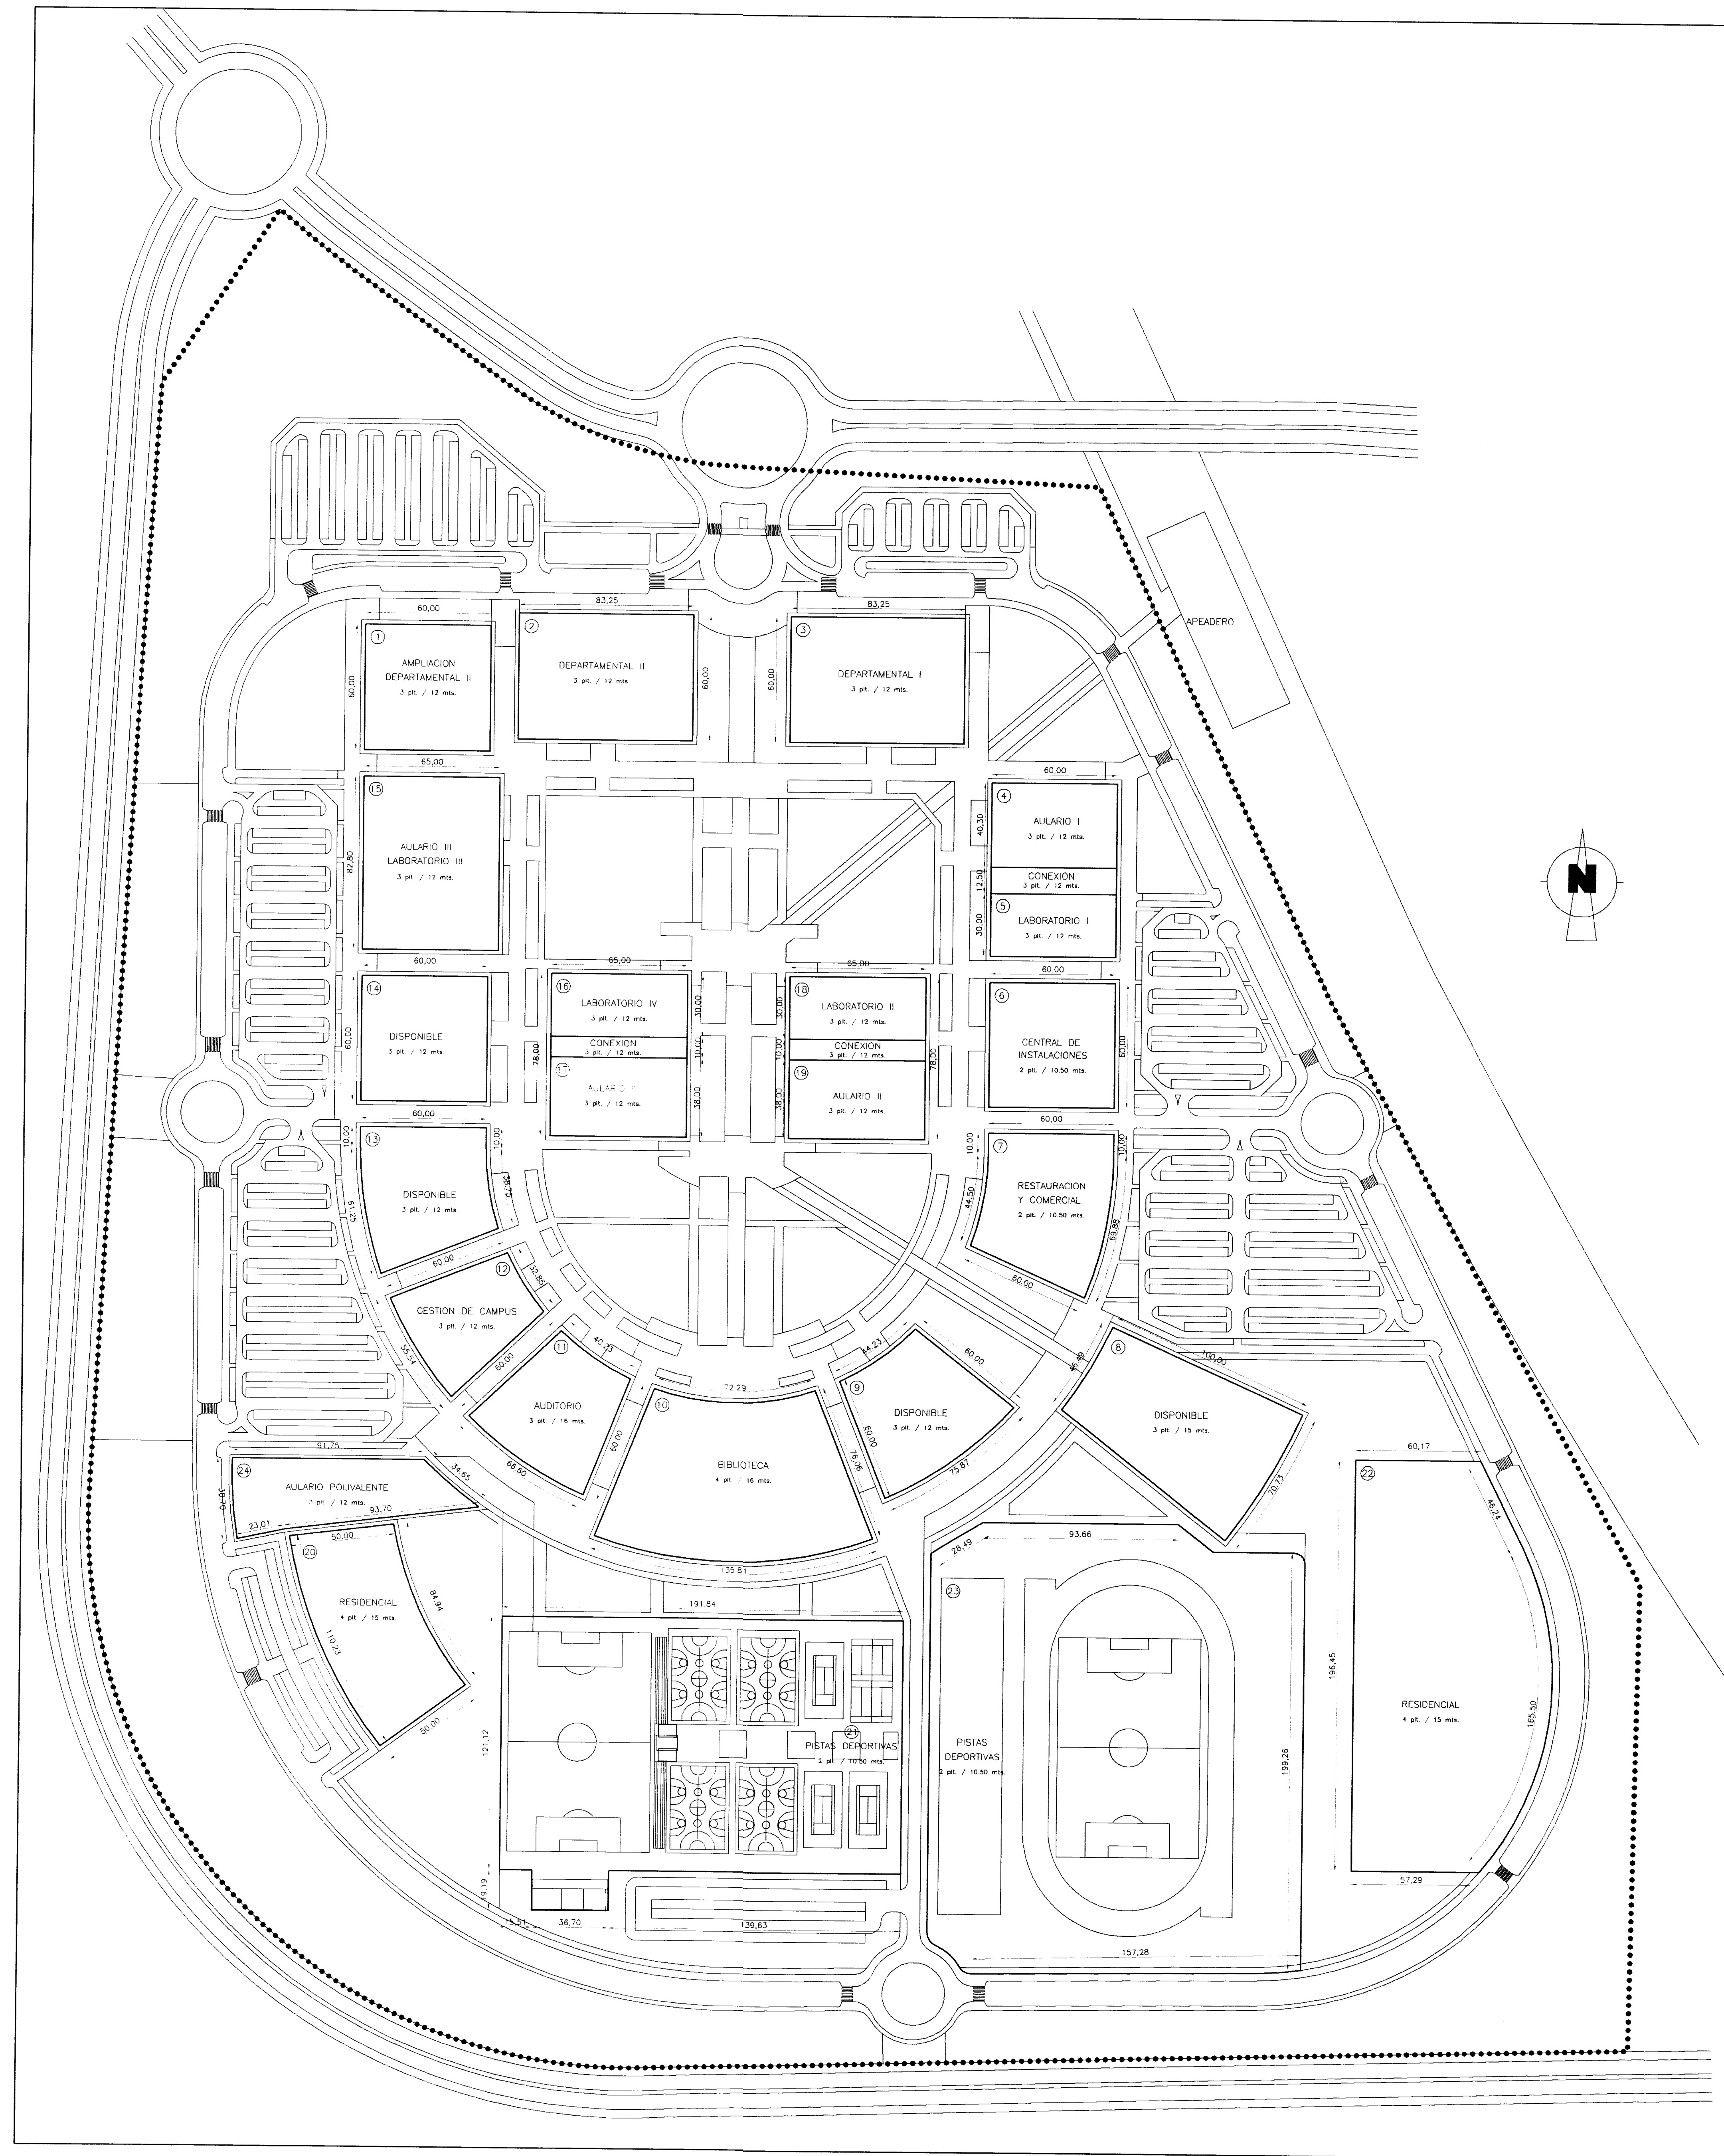 60,00
83,25
83,25
1
AMPLIACION
DEPARTAMENTAL II
3 plt. / 12 mts.
60,00
2
DEPARTAMENTAL II
3 plt. / 12 mts
60,00
3
DEPARTAMENTAL I
3 plt. / 12 mts.
60,00
APEADERO
65,00
15
AULARIO III
LABORATORIO III
3 plt. / 12 mts.
82,80
60,00
4
AULARIO I
3 plt. / 12 mts.
40,30
CONEXION
3 plt. / 12 mts.
12,50
5
LABORATORIO I
3 plt. / 12 mts.
30,00
N
60,00
14
DISPONIBLE
3 plt. / 12 mts.
60,00
65,00
16
LABORATORIO IV
3 plt. / 12 mts.
30,00
CONEXION
3 plt. / 12 mts.
10,00
17
3 plt. / 12 mts.
38,00
78,00
65,00
18
LABORATORIO II
3 plt. / 12 mts.
30,00
CONEXION
3 plt. / 12 mts.
10,00
19
AULARIO II
3 plt. / 12 mts.
38,00
78,00
60,00
6
CENTRAL DE
INSTALACIONES
2 plt. / 10.50 mts.
60,00
60,00
13
10,00
10,00
DISPONIBLE
3 plt. / 12 mts
61,25
38,75
60,00
60,00
7
10,00
10,00
RESTAURACION
Y COMERCIAL
2 plt. / 10.50 mts.
44,50
69,88
60,00
12
32,85
GESTION DE CAMPUS
3 plt. / 12 mts.
55,54
60,00
11
40,23
AUDITORIO
3 plt. / 16 mts.
66,60
60,00
10
72,29
BIBLIOTECA
4 plt. / 16 mts.
76,06
135,81
9
44,23
60,00
DISPONIBLE
3 plt. / 12 mts.
60,00
75,87
8
46,49
100,00
DISPONIBLE
3 plt. / 15 mts.
70,73
91,75
24
AULARIO POLIVALENTE
3 plt / 12 mts.
38,70
34,65
93,70
23,01
50,00
20
RESIDENCIAL
4 plt. / 15 mts
84,94
110,23
50,00
191,84
21
PISTAS DEPORTIVAS
2 plt. / 10.50 mts.
121,12
19,19
15,51
36,70
139,63
93,66
28,49
23
PISTAS
DEPORTIVAS
2 plt. / 10.50 mts.
199,26
157,28
60,17
22
46,24
196,45
RESIDENCIAL
4 plt. / 15 mts.
165,50
57,29